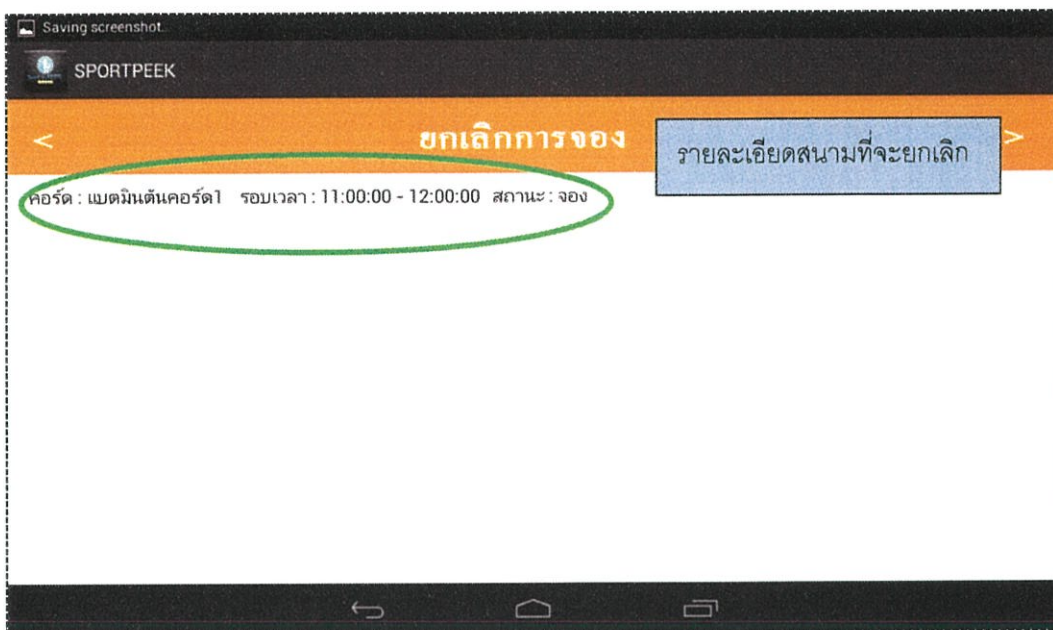 Saving screenshot...
SPORTPEEK
< ยกเลิกการจอง >
รายละเอียดสนามที่จะยกเลิก
คอร์ด : แบดมินตันคอร์ด1 รอบเวลา : 11:00:00 - 12:00:00 สถานะ : จอง